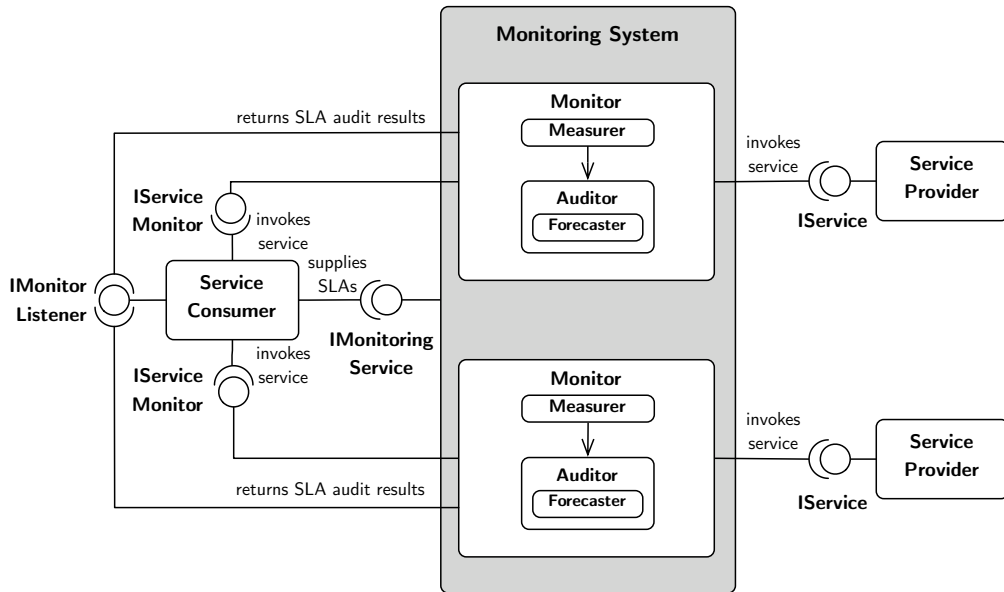 Monitoring System
Monitor
Measurer
Auditor
Forecaster
returns SLA audit results
IService
Monitor
invokes
service
IMonitor
Listener
Service
Consumer
supplies
SLAs
IMonitoring
Service
invokes
service
IService
Monitor
returns SLA audit results
invokes
service
IService
Service
Provider
Monitor
Measurer
Auditor
Forecaster
invokes
service
IService
Service
Provider